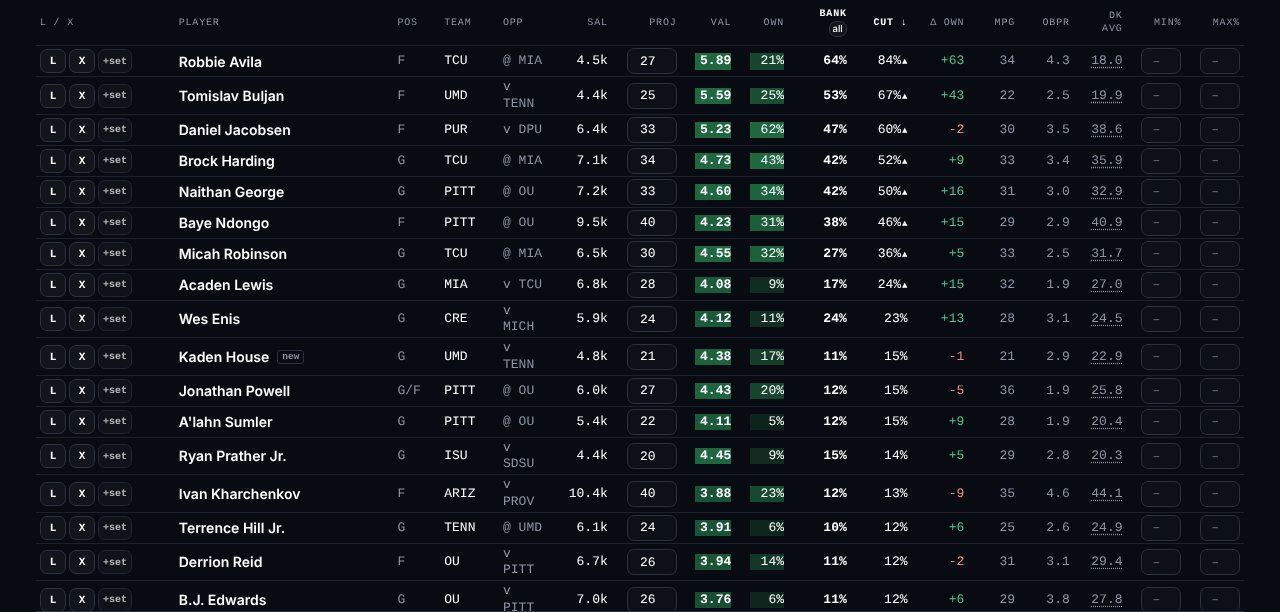 L / X PLAYER POS TEAM OPP SAL PROJ VAL OWN BANK all CUT ↓ Δ OWN MPG OBPR DK AVG MIN% MAX%
L X +set Robbie Avila F TCU @ MIA 4.5k 27 5.89 21% 64% 84%▲ +63 34 4.3 18.0 – –
L X +set Tomislav Buljan F UMD v TENN 4.4k 25 5.59 25% 53% 67%▲ +43 22 2.5 19.9 – –
L X +set Daniel Jacobsen F PUR v DPU 6.4k 33 5.23 62% 47% 60%▲ -2 30 3.5 38.6 – –
L X +set Brock Harding G TCU @ MIA 7.1k 34 4.73 43% 42% 52%▲ +9 33 3.4 35.9 – –
L X +set Naithan George G PITT @ OU 7.2k 33 4.60 34% 42% 50%▲ +16 31 3.0 32.9 – –
L X +set Baye Ndongo F PITT @ OU 9.5k 40 4.23 31% 38% 46%▲ +15 29 2.9 40.9 – –
L X +set Micah Robinson G TCU @ MIA 6.5k 30 4.55 32% 27% 36%▲ +5 33 2.5 31.7 – –
L X +set Acaden Lewis G MIA v TCU 6.8k 28 4.08 9% 17% 24%▲ +15 32 1.9 27.0 – –
L X +set Wes Enis G CRE v MICH 5.9k 24 4.12 11% 24% 23% +13 28 3.1 24.5 – –
L X +set Kaden House new G UMD v TENN 4.8k 21 4.38 17% 11% 15% -1 21 2.9 22.9 – –
L X +set Jonathan Powell G/F PITT @ OU 6.0k 27 4.43 20% 12% 15% -5 36 1.9 25.8 – –
L X +set A'lahn Sumler G PITT @ OU 5.4k 22 4.11 5% 12% 15% +9 28 1.9 20.4 – –
L X +set Ryan Prather Jr. G ISU v SDSU 4.4k 20 4.45 9% 15% 14% +5 29 2.8 20.3 – –
L X +set Ivan Kharchenkov F ARIZ v PROV 10.4k 40 3.88 23% 12% 13% -9 35 4.6 44.1 – –
L X +set Terrence Hill Jr. G TENN @ UMD 6.1k 24 3.91 6% 10% 12% +6 25 2.6 24.9 – –
L X +set Derrion Reid F OU v PITT 6.7k 26 3.94 14% 11% 12% -2 31 3.1 29.4 – –
L X +set B.J. Edwards G OU v PITT 7.0k 26 3.76 6% 11% 12% +6 29 3.8 27.8 – –